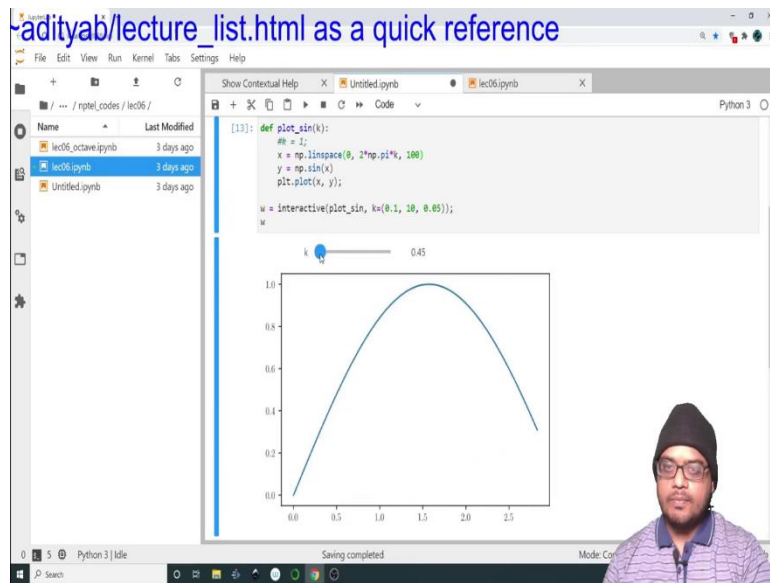 ~adityab/lecture_list.html as a quick reference
File Edit View Run Kernel Tabs Settings Help
Show Contextual Help X Untitled.ipynb lec06.ipynb X
/ ... / nptel_codes / lec06 /
Code
Python 3
Name Last Modified
lec06_octave.ipynb 3 days ago
lec06.ipynb 3 days ago
Untitled.ipynb 3 days ago
[13]: def plot_sin(k):
#k = 1;
x = np.linspace(0, 2*np.pi*k, 100)
y = np.sin(x)
plt.plot(x, y);
w = interactive(plot_sin, k=(0.1, 10, 0.05));
w
k 0.45
1.0
0.8
0.6
0.4
0.2
0.0
0.0 0.5 1.0 1.5 2.0 2.5
0 5 Python 3 | Idle Saving completed Mode:
Search